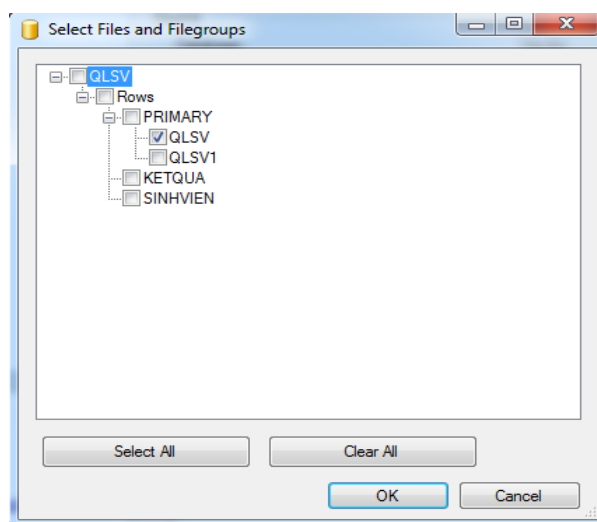 Select Files and Filegroups
QLSV
Rows
PRIMARY
QLSV
QLSV1
KETQUA
SINHVIEN
Select All Clear All
OK Cancel